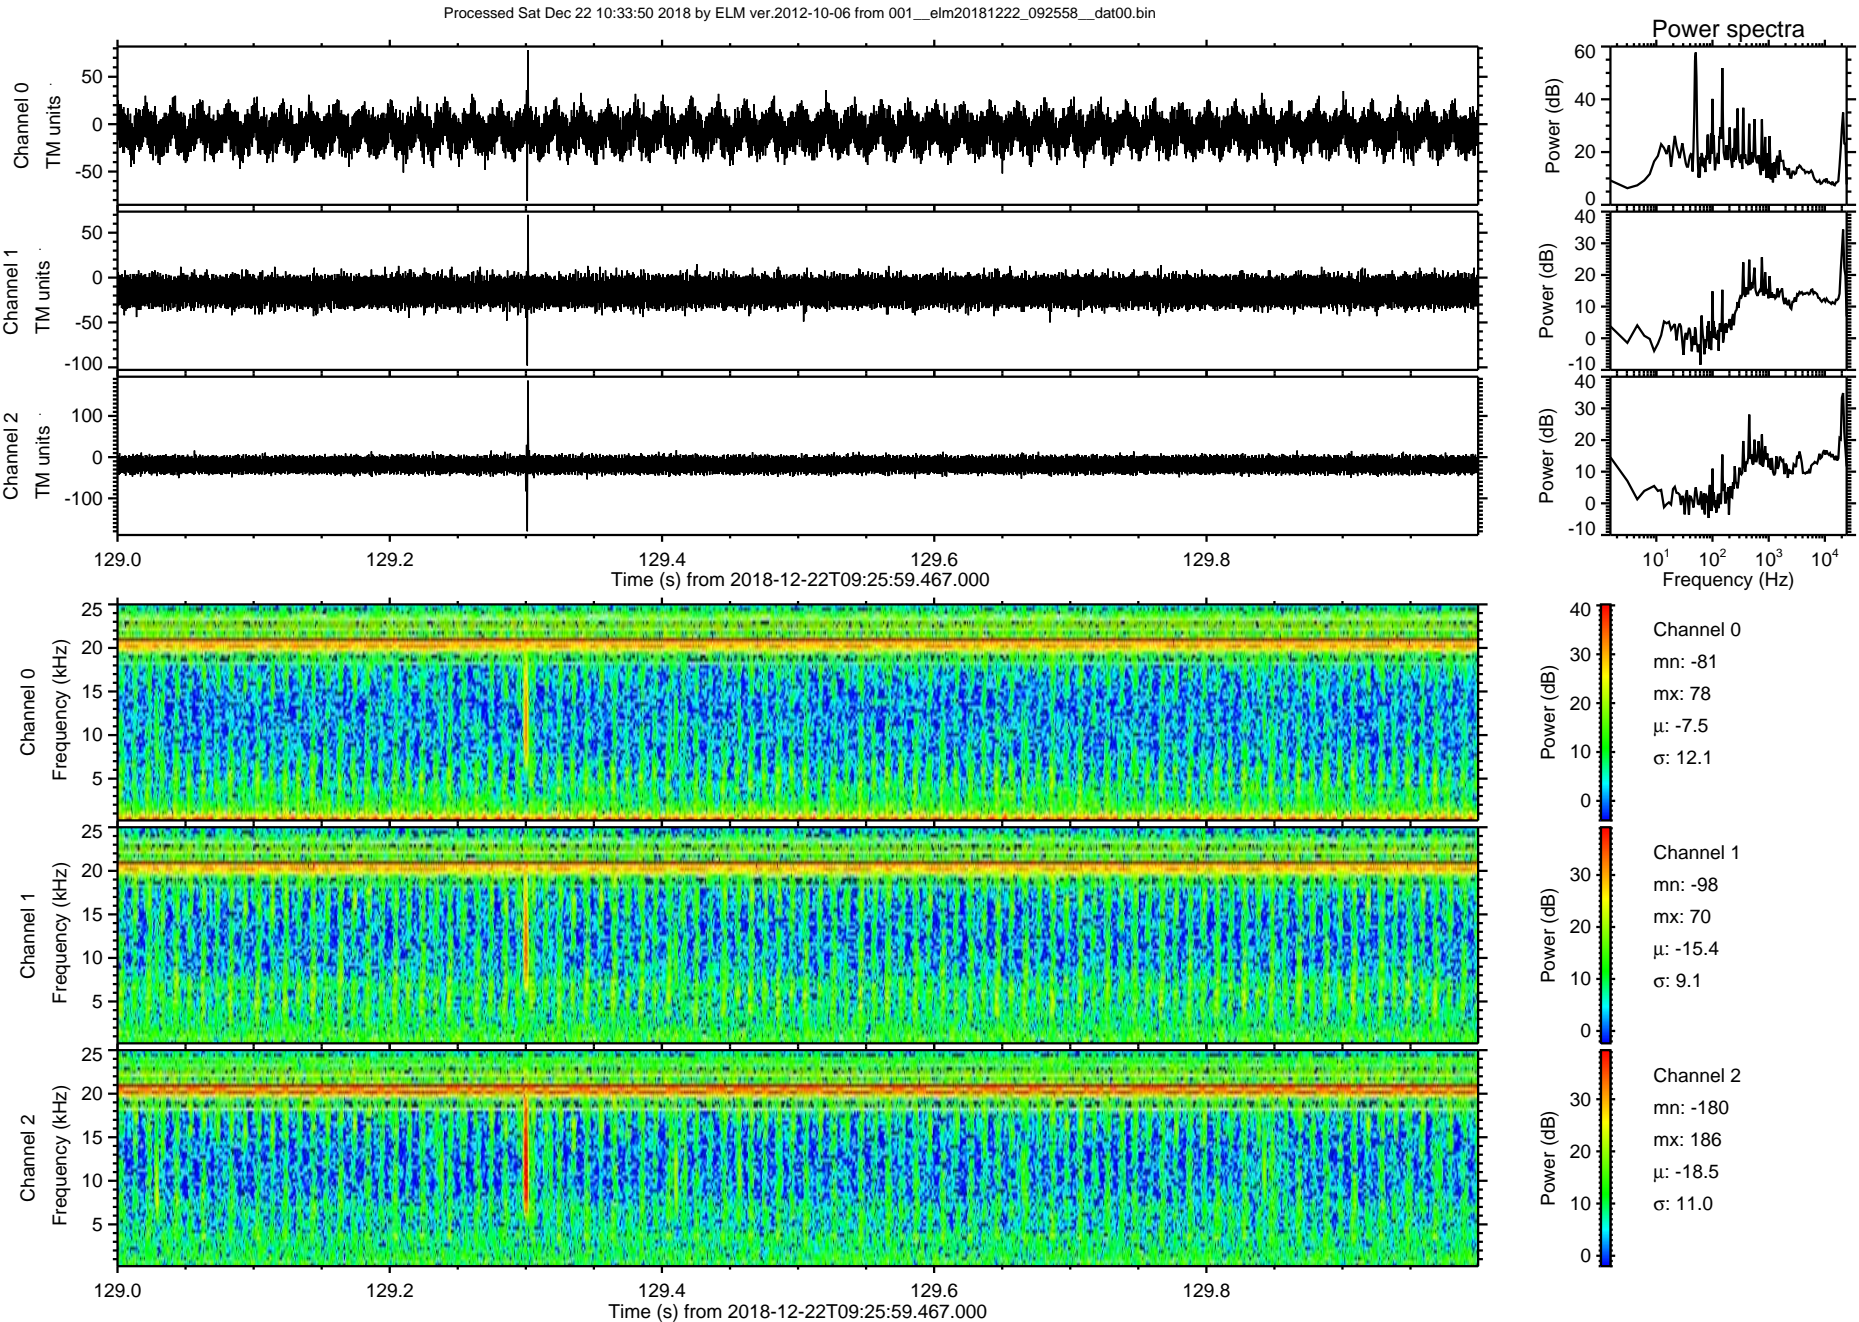 Processed Sat Dec 22 10:33:50 2018 by ELM ver.2012-10-06 from 001__elm20181222_092558__dat00.bin
Power spectra
Channel 0
TM units
50
0
-50
Power (dB)
60
40
20
0
Channel 1
TM units
50
0
-50
-100
Power (dB)
40
30
20
10
0
-10
Channel 2
TM units
100
0
-100
Power (dB)
40
30
20
10
0
-10
129.0 129.2 129.4 129.6 129.8
Time (s) from 2018-12-22T09:25:59.467.000
10¹ 10² 10³ 10⁴
Frequency (Hz)
Channel 0
Frequency (kHz)
25
20
15
10
5
Power (dB)
40
30
20
10
0
Channel 0
mn: -81
mx: 78
μ: -7.5
σ: 12.1
Channel 1
Frequency (kHz)
25
20
15
10
5
Power (dB)
30
20
10
0
Channel 1
mn: -98
mx: 70
μ: -15.4
σ: 9.1
Channel 2
Frequency (kHz)
25
20
15
10
5
Power (dB)
30
20
10
0
Channel 2
mn: -180
mx: 186
μ: -18.5
σ: 11.0
129.0 129.2 129.4 129.6 129.8
Time (s) from 2018-12-22T09:25:59.467.000